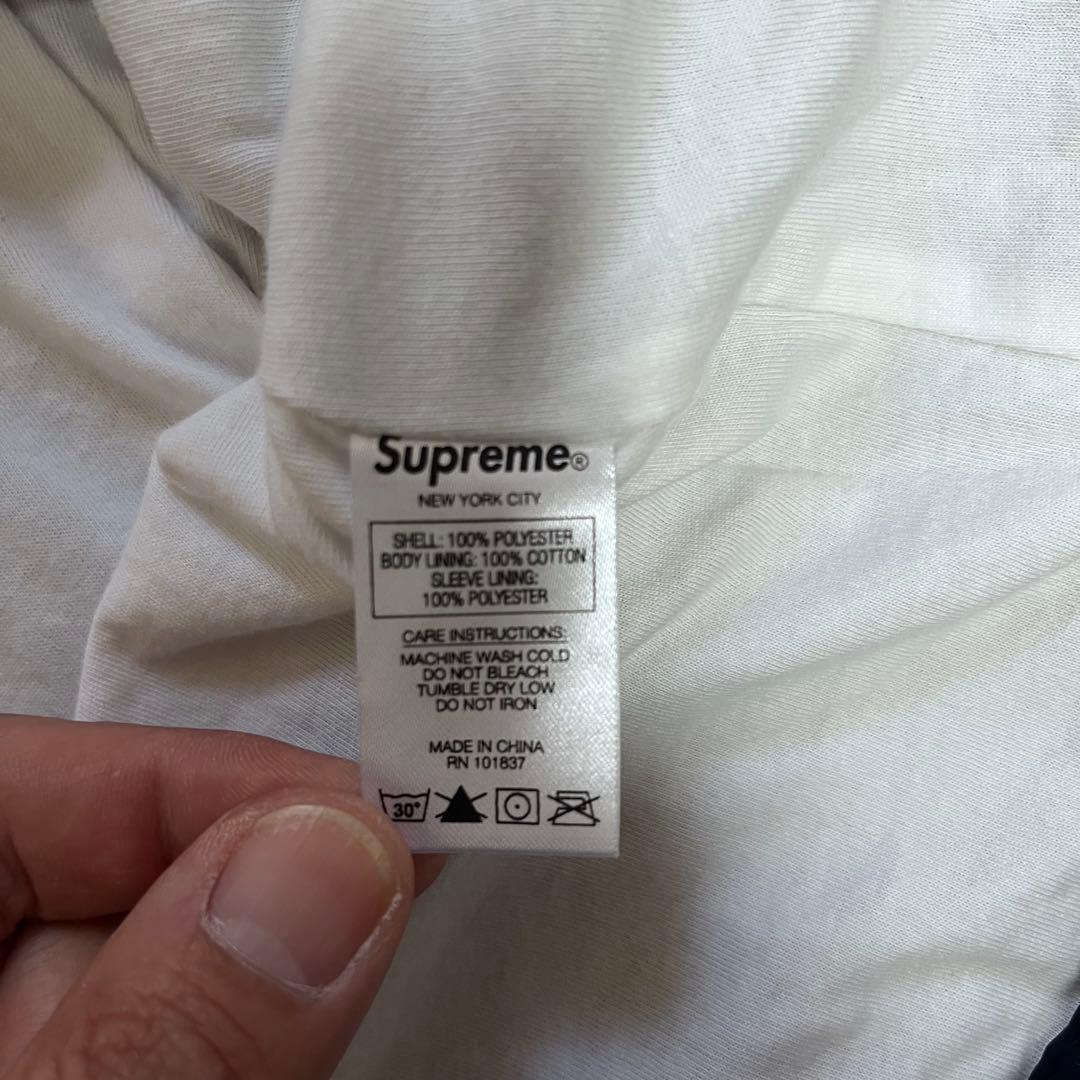 Supreme®
NEW YORK CITY
SHELL: 100% POLYESTER
BODY LINING: 100% COTTON
SLEEVE LINING:
100% POLYESTER
CARE INSTRUCTIONS:
MACHINE WASH COLD
DO NOT BLEACH
TUMBLE DRY LOW
DO NOT IRON
MADE IN CHINA
RN 101837
30°